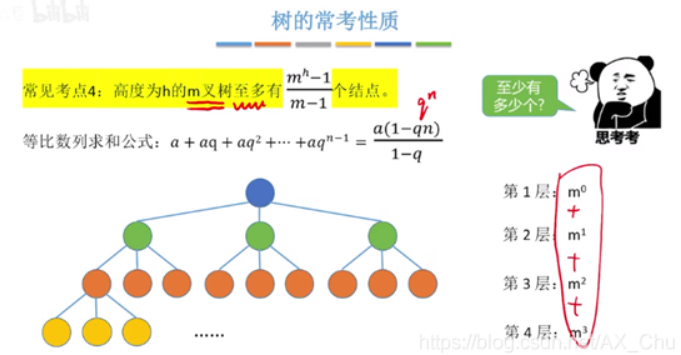 树的常考性质
常见考点4：高度为h的m叉树至多有 \frac{m^h-1}{m-1} 个结点。
至少有
多少个？
思考考
q^n
等比数列求和公式：a + aq + aq^2 +⋯+ aq^{n-1} = \frac{a(1-qn)}{1-q}
第 1 层：m^0
+
第 2 层：m^1
+
第 3 层：m^2
+
第 4 层：m^3
……
https://blog.csdn.net/AX_Chu